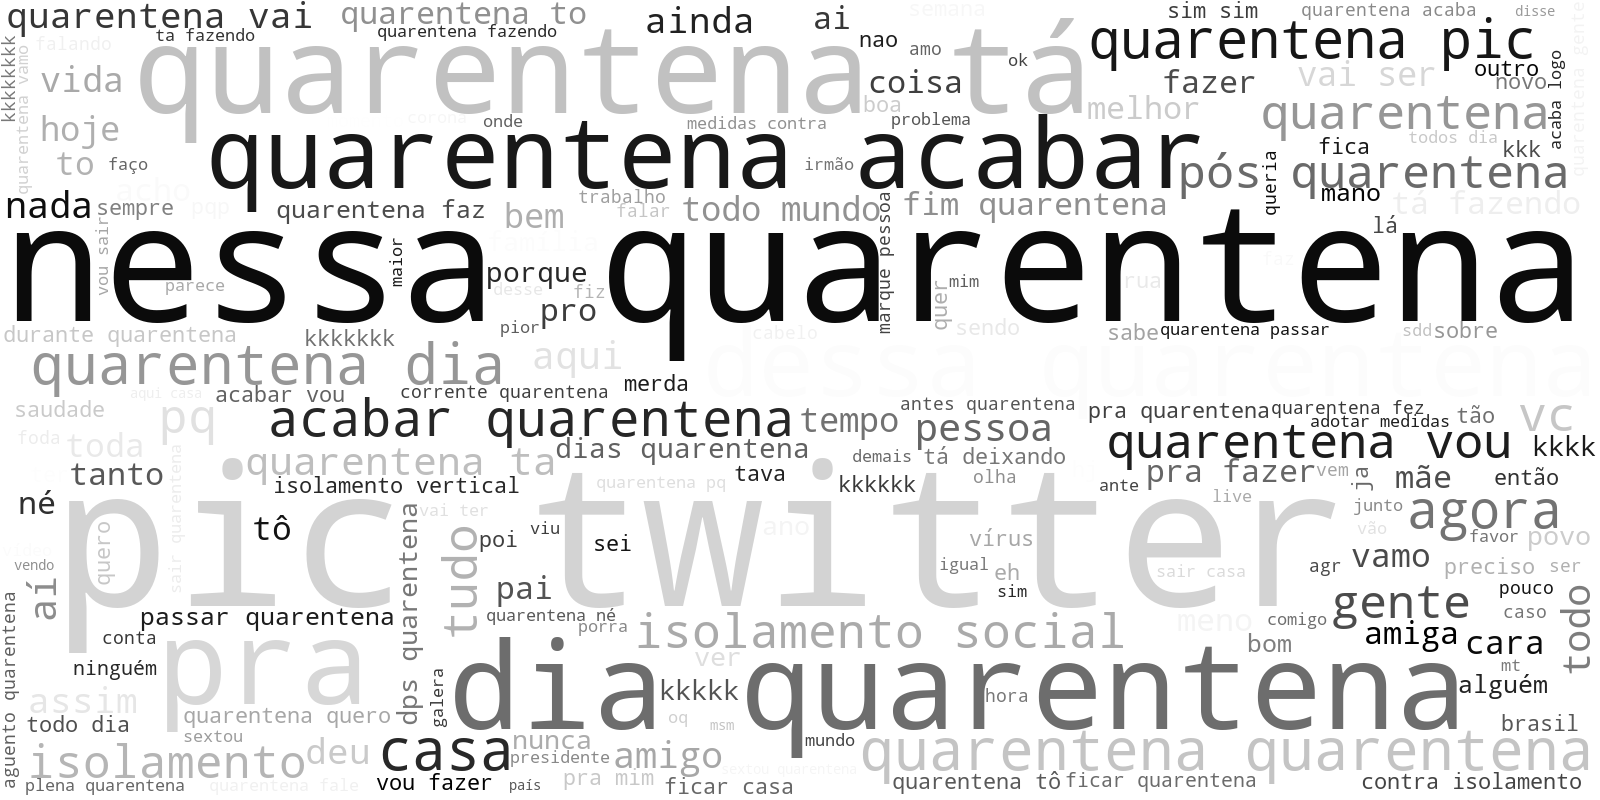 quarentena vai
quarentena to
ta fazendo
quarentena fazendo
ainda
ai
semana
sim sim
quarentena acaba
disse
kkkkkkkk
falando
quarentena vamo
vida
quarentena tá
nao
amo
ok
quarentena pic
outro
novo
acaba logo
quarentena gente
coisa
fazer
vai ser
boa
melhor
quarentena
hoje
corona
onde
medidas contra
problema
todos dia
to
faço
quarentena acabar
irmão
fica
kkk
pós quarentena
queria
mano
acho
pqp
nada
sempre
quarentena faz
bem
trabalho
falar
todo mundo
fim quarentena
tá fazendo
lá
vou sair
nessa quarentena
maior
família
porque
marque pessoa
quer
mim
rua
faz
parece
desse
fiz
pro
pior
durante quarentena
kkkkkkk
sendo
cabelo
sabe
quarentena passar
sdd
sobre
quarentena dia
aqui
dessa quarentena
merda
aqui casa
acabar vou
corrente quarentena
saudade
pq
acabar quarentena
tempo
antes quarentena
pra quarentena
quarentena fez
adotar medidas
tão
vc
foda
toda
pessoa
quarentena vou
kkkk
dias quarentena
demais
tá deixando
tanto
quarentena ta
isolamento vertical
quarentena pq
tava
kkkkkk
olha
ante
pra fazer
vem
ja
mãe
então
né
sair quarentena
pic twitter
vai ter
live
junto
agora
tô
viu
ano
vão
quero
dps quarentena
tudo
poi
sei
vírus
favor
povo
vendo
igual
eh
sair casa
agr
vamo
preciso
ser
aí
pai
sim
pouco
passar quarentena
quarentena né
porra
isolamento social
meno
comigo
gente
caso
todo
conta
pra
amiga
cara
ninguém
ver
bom
mt
aguento quarentena
assim
galera
dia quarentena
kkkkk
hora
alguém
todo dia
quarentena quero
sextou
oq
msm
brasil
isolamento
deu
casa
nunca
presidente
amigo
mundo
quarentena quarentena
sextou quarentena
plena quarentena
quarentena fale
vou fazer
país
pra mim
ficar casa
quarentena tô
ficar quarentena
contra isolamento